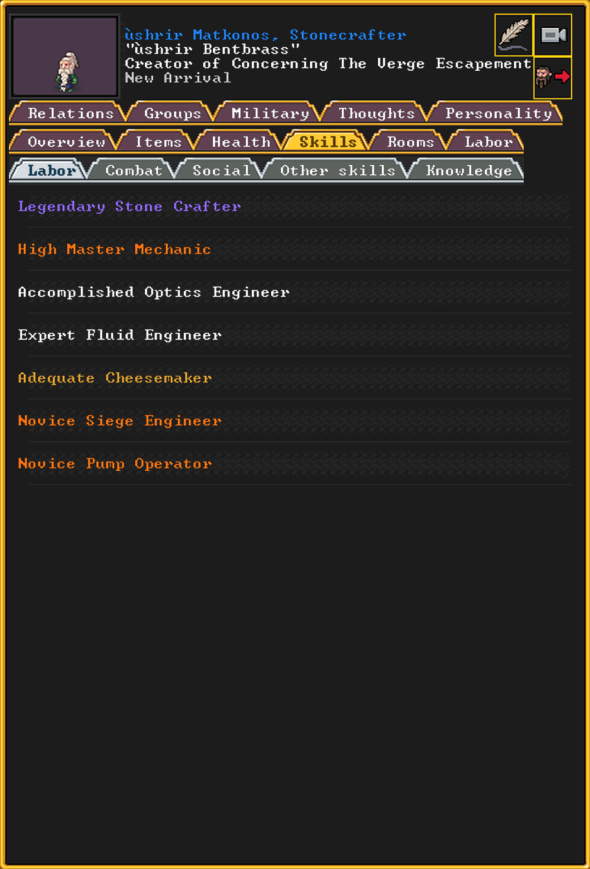 ùshrir Matkonos, Stonecrafter
"ùshrir Bentbrass"
Creator of Concerning The Verge Escapement
New Arrival
Relations Groups Military Thoughts Personality
Overview Items Health Skills Rooms Labor
Labor Combat Social Other skills Knowledge
Legendary Stone Crafter
High Master Mechanic
Accomplished Optics Engineer
Expert Fluid Engineer
Adequate Cheesemaker
Novice Siege Engineer
Novice Pump Operator